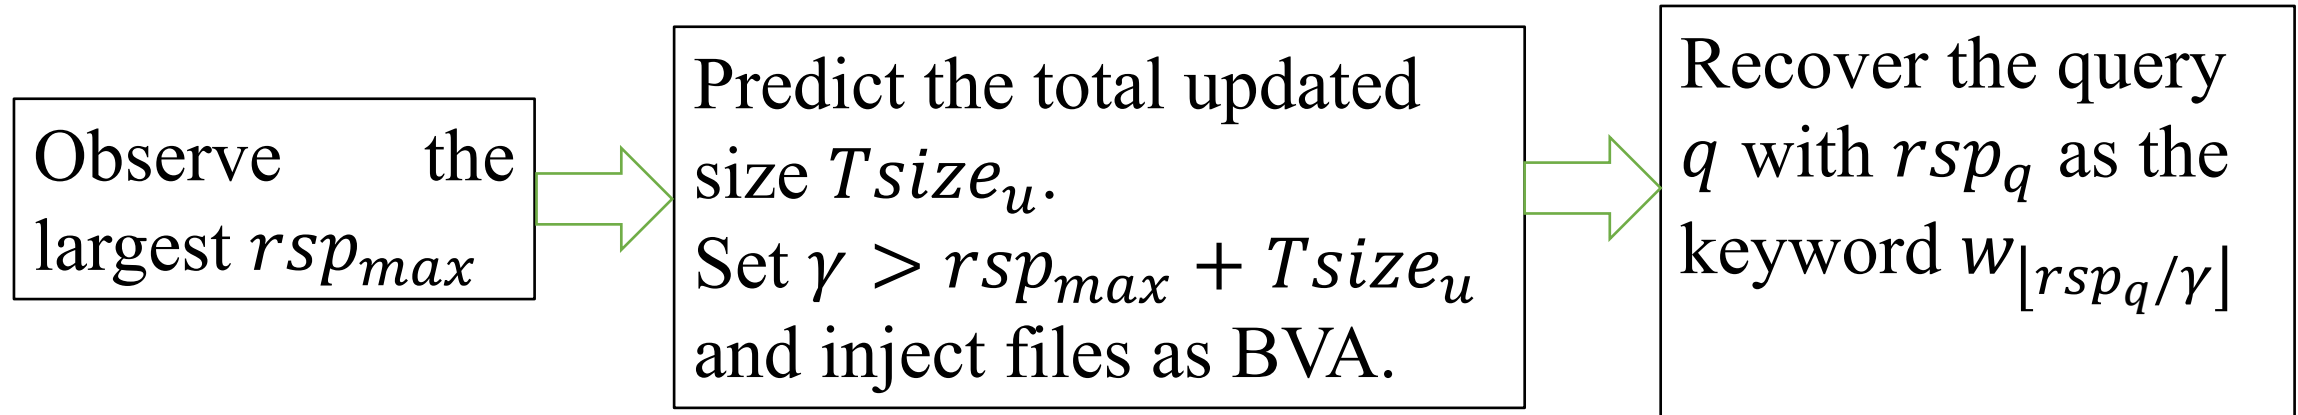 Observe the
largest rsp_max
Predict the total updated
size Tsize_u.
Set γ > rsp_max + Tsize_u
and inject files as BVA.
Recover the query
q with rsp_q as the
keyword w_⌊rsp_q/γ⌋